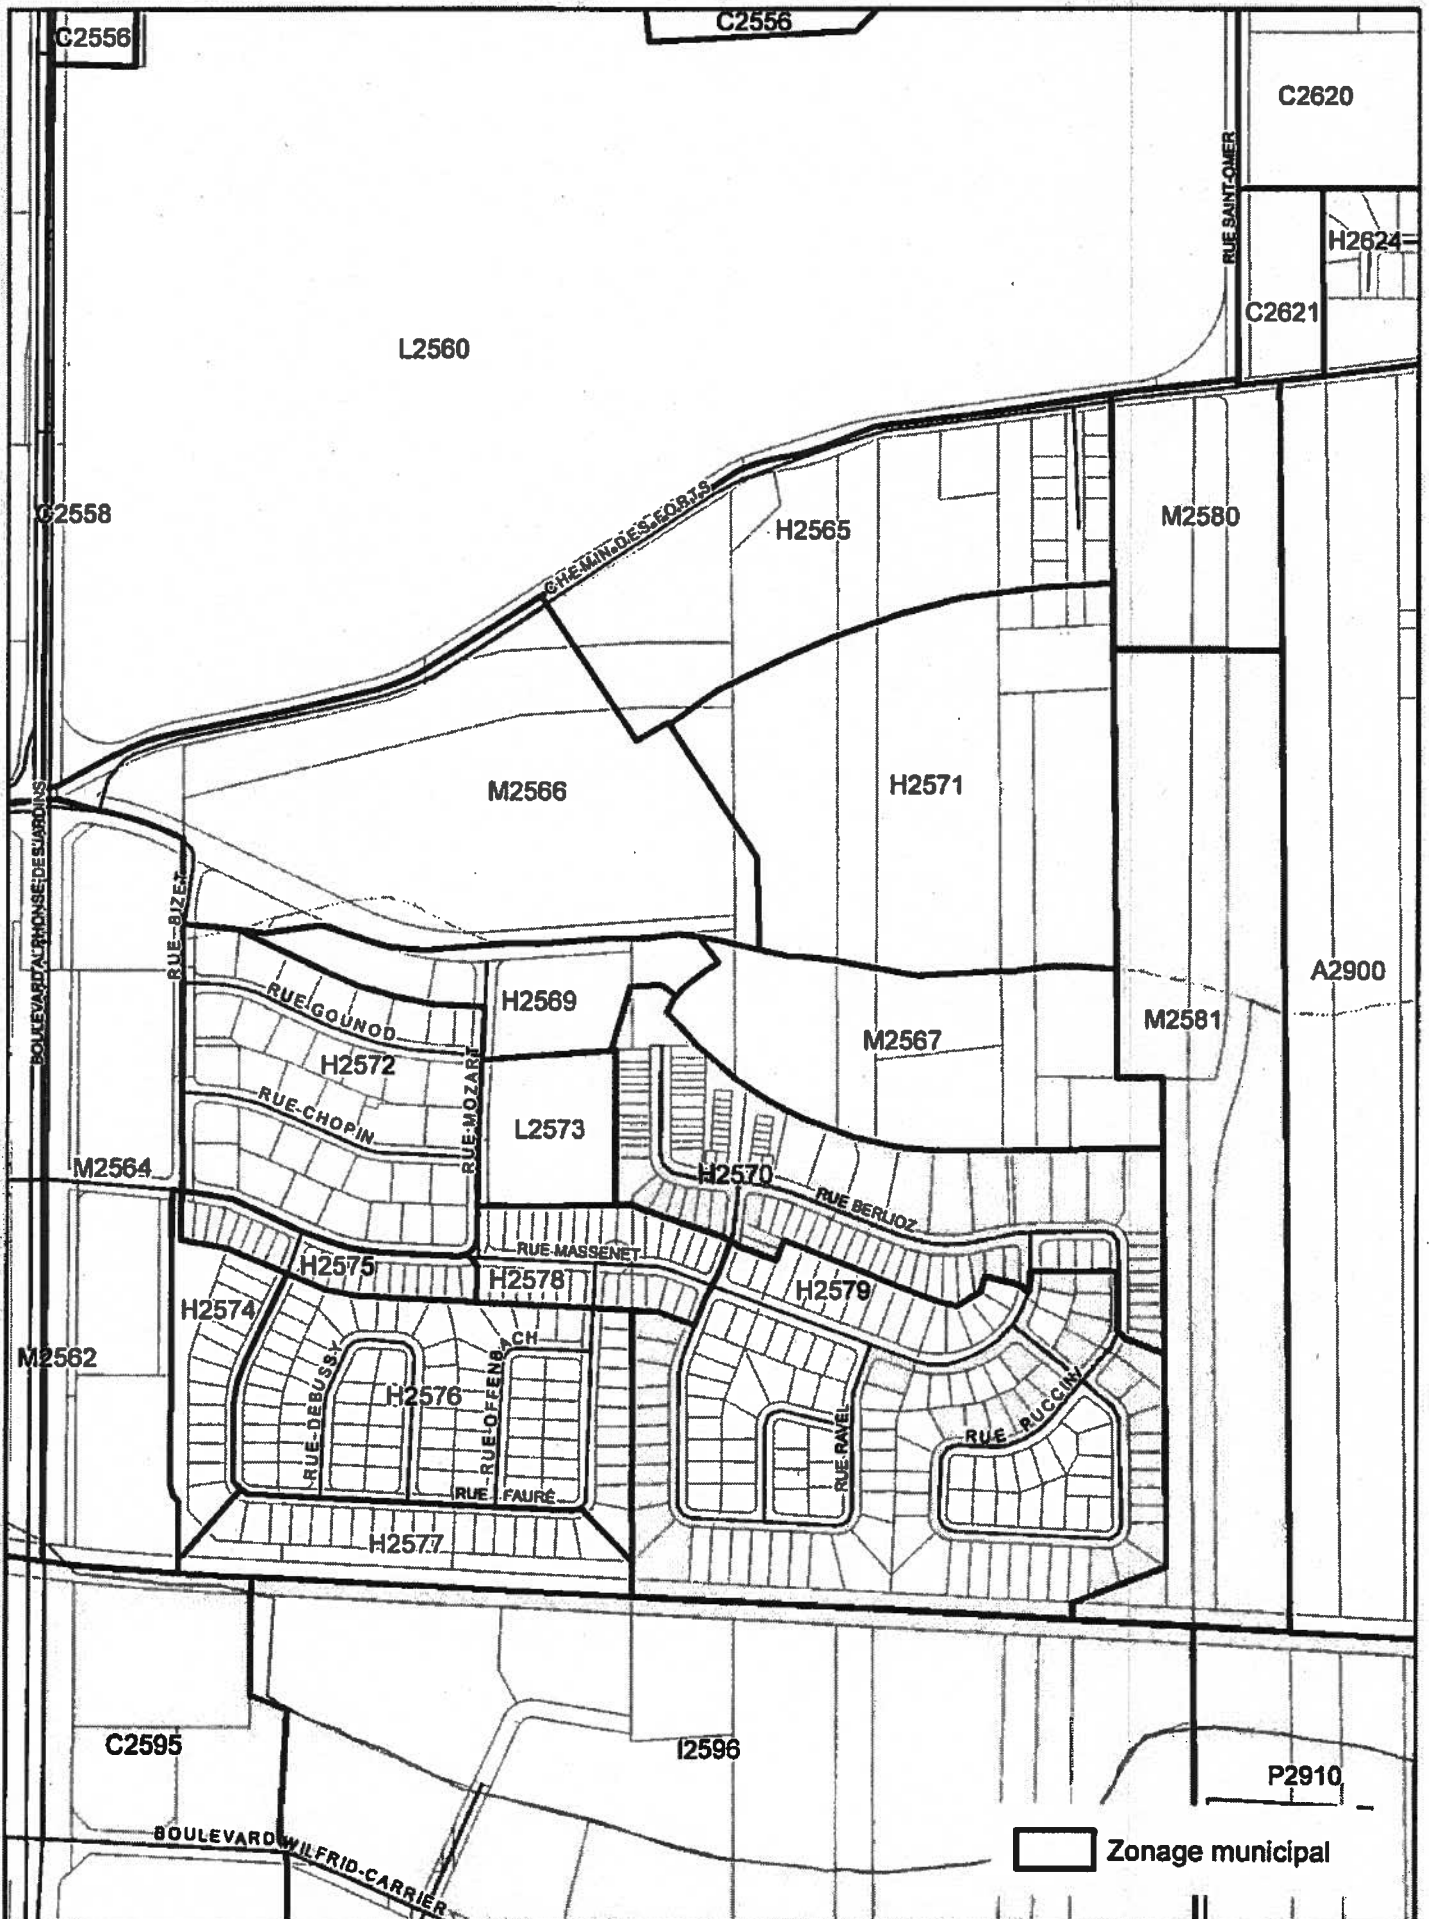 C2556
C2556
C2620
RUE SAINT-OMER
H2624
C2621
L2560
C2558
CHEMIN-DES-FORTS
H2565
M2580
M2566
H2571
BOULEVARD ALPHONSE-DESJARDINS
RUE-BIZET
A2900
H2569
RUE-GOUNOD
M2581
M2567
H2572
RUE-MOZART
RUE-CHOPIN
L2573
M2564
H2570
RUE BERLIOZ
RUE-MASSENET
H2575
H2578
H2579
H2574
M2562
RUE-DEBUSSY
H2576
RUE-OFFENBACH
RUE-RAVEL
RUE PUCCINI
RUE FAURÉ
H2577
C2595
I2596
P2910
BOULEVARD WILFRID-CARRIER
Zonage municipal